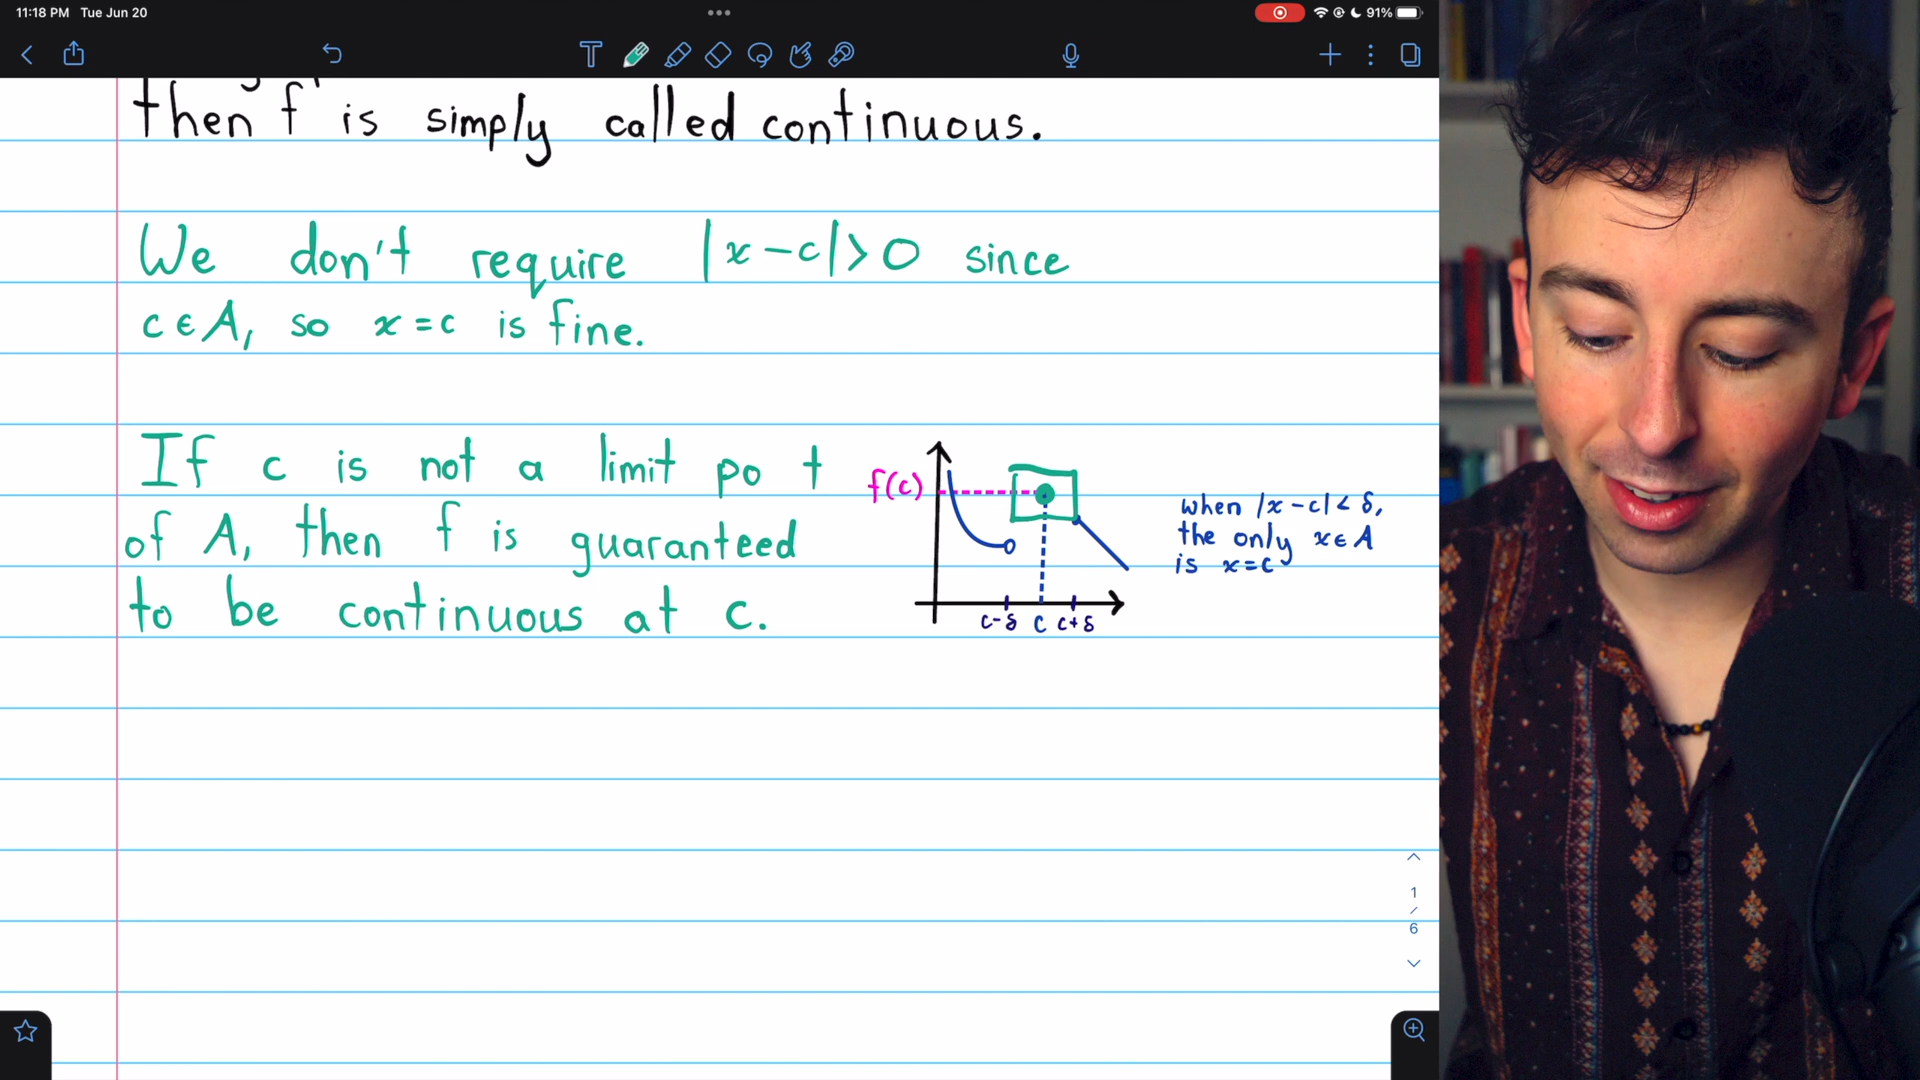 11:18 PM Tue Jun 20
91%
then f is simply called continuous.
We don't require |x-c|>0 since
c∈A, so x=c is fine.
If c is not a limit po t
of A, then f is guaranteed
to be continuous at c.
f(c)
c-δ c c+δ
when |x-c|<δ,
the only x∈A
is x=c
1
/
6